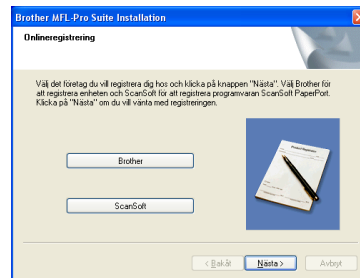 Brother MFL-Pro Suite Installation
Onlineregistrering
Välj det företag du vill registrera dig hos och klicka på knappen "Nästa". Välj Brother för
att registrera enheten och ScanSoft för att registrera programvaran ScanSoft PaperPort.
Klicka på "Nästa" om du vill vänta med registreringen.
Brother
ScanSoft
< Bakåt
Nästa >
Avbryt